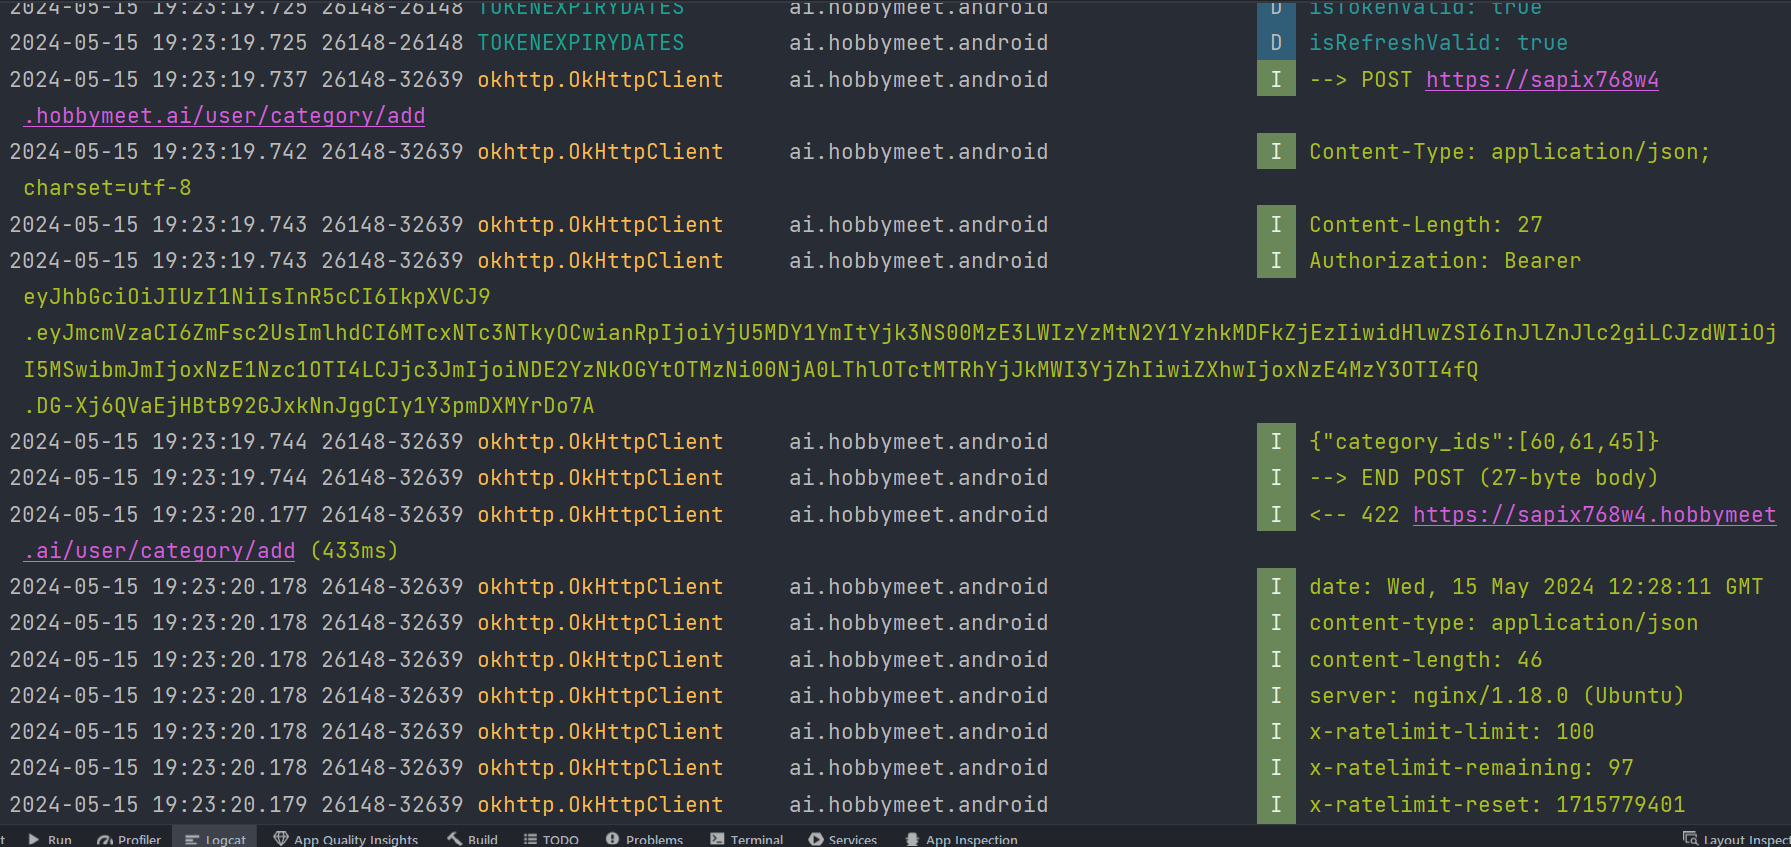 2024-05-15 19:23:19.725 26148-26148 TOKENEXPIRYDATES ai.hobbymeet.android D isTokenValid: true
2024-05-15 19:23:19.725 26148-26148 TOKENEXPIRYDATES ai.hobbymeet.android D isRefreshValid: true
2024-05-15 19:23:19.737 26148-26148 okhttp.OkHttpClient ai.hobbymeet.android I --> POST https://sapix768w4
.hobbymeet.ai/user/category/add
2024-05-15 19:23:19.742 26148-32639 okhttp.OkHttpClient ai.hobbymeet.android I Content-Type: application/json;
charset=utf-8
2024-05-15 19:23:19.743 26148-32639 okhttp.OkHttpClient ai.hobbymeet.android I Content-Length: 27
2024-05-15 19:23:19.743 26148-32639 okhttp.OkHttpClient ai.hobbymeet.android I Authorization: Bearer
eyJhbGciOiJIUzI1NiIsInR5cCI6IkpXVCJ9
.eyJmcmVzaCI6ZmFsc2UsImlhdCI6MTcxNTc3NTkyOCwianRpIjoiYjU5MDY1YmItYjk3NS00MzE3LWIzYzMtN2Y1YzhkMDFkZjEzIiwidHlwZSI6InJlZnJlc2giLCJzdWIiOj
I5MSwibmJmIjoxNzE1Nzc1OTI4LCJjc3JmIjoiNDE2YzNkOGYtOTMzNi00NjA0LThlOTctMTRhYjJkMWI3YjZhIiwiZXhwIjoxNzE4MzY3OTI4fQ
.DG-Xj6QVaEjHBtB92GJxkNnJggCIy1Y3pmDXMYrDo7A
2024-05-15 19:23:19.744 26148-32639 okhttp.OkHttpClient ai.hobbymeet.android I {"category_ids":[60,61,45]}
2024-05-15 19:23:19.744 26148-32639 okhttp.OkHttpClient ai.hobbymeet.android I --> END POST (27-byte body)
2024-05-15 19:23:20.177 26148-32639 okhttp.OkHttpClient ai.hobbymeet.android I <-- 422 https://sapix768w4.hobbymeet
.ai/user/category/add (433ms)
2024-05-15 19:23:20.178 26148-32639 okhttp.OkHttpClient ai.hobbymeet.android I date: Wed, 15 May 2024 12:28:11 GMT
2024-05-15 19:23:20.178 26148-32639 okhttp.OkHttpClient ai.hobbymeet.android I content-type: application/json
2024-05-15 19:23:20.178 26148-32639 okhttp.OkHttpClient ai.hobbymeet.android I content-length: 46
2024-05-15 19:23:20.178 26148-32639 okhttp.OkHttpClient ai.hobbymeet.android I server: nginx/1.18.0 (Ubuntu)
2024-05-15 19:23:20.178 26148-32639 okhttp.OkHttpClient ai.hobbymeet.android I x-ratelimit-limit: 100
2024-05-15 19:23:20.178 26148-32639 okhttp.OkHttpClient ai.hobbymeet.android I x-ratelimit-remaining: 97
2024-05-15 19:23:20.179 26148-32639 okhttp.OkHttpClient ai.hobbymeet.android I x-ratelimit-reset: 1715779401
t Run Profiler Logcat App Quality Insights Build TODO Problems Terminal Services App Inspection Layout Inspect